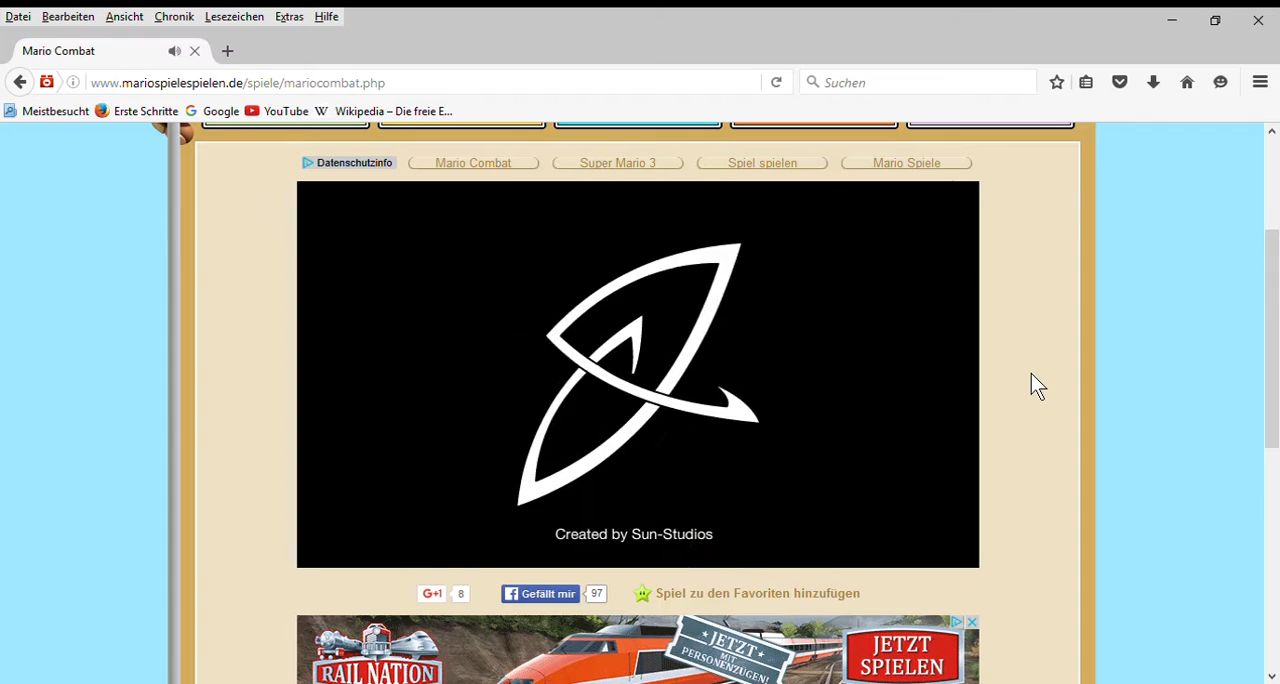 Datei Bearbeiten Ansicht Chronik Lesezeichen Extras Hilfe
Mario Combat
www.mariospielespielen.de/spiele/mariocombat.php
Suchen
Meistbesucht Erste Schritte Google YouTube W Wikipedia – Die freie E...
Datenschutzinfo Mario Combat Super Mario 3 Spiel spielen Mario Spiele
Created by Sun-Studios
G+1 8 Gefällt mir 97 Spiel zu den Favoriten hinzufügen
JETZT
MIT
PERSONENZÜGEN!
RAIL NATION
JETZT
SPIELEN